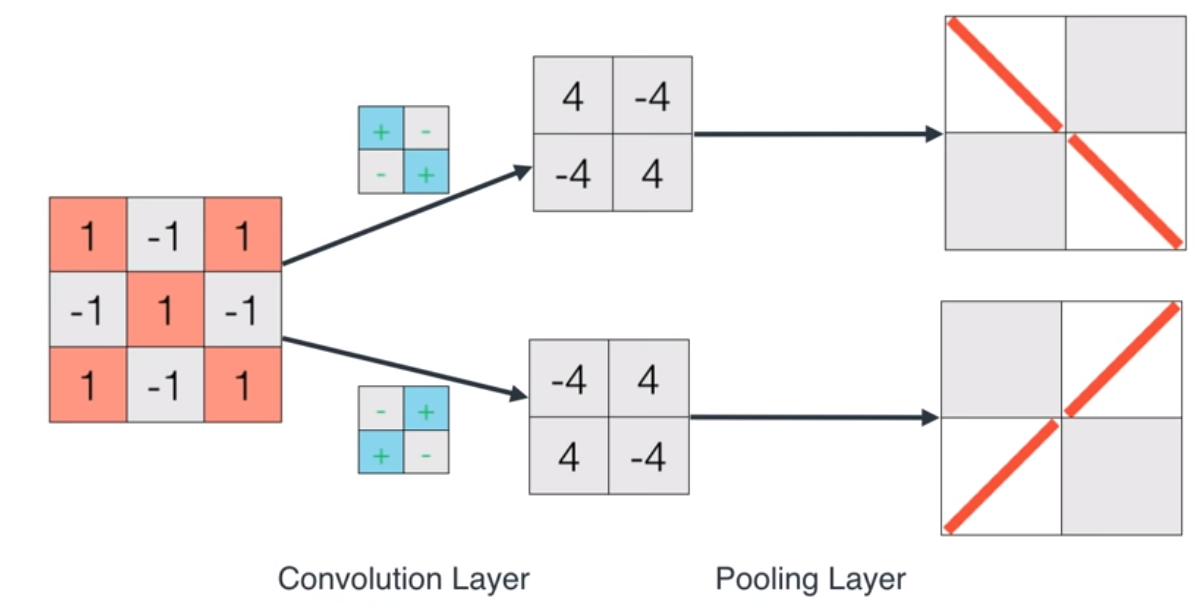 1 -1 1
-1 1 -1
1 -1 1
+ -
- +
4 -4
-4 4
- +
+ -
-4 4
4 -4
Convolution Layer
Pooling Layer